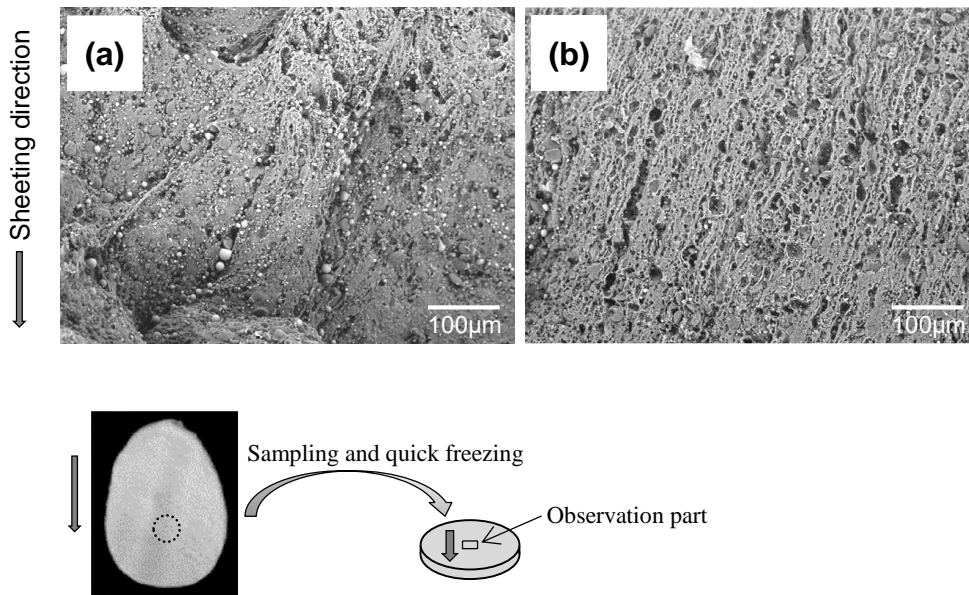 (a)
(b)
Sheeting direction
100µm
100µm
Sampling and quick freezing
Observation part